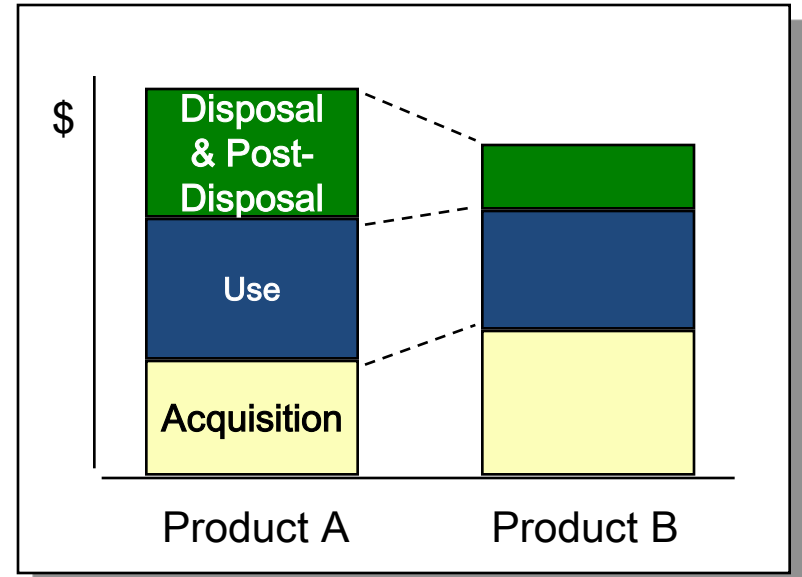 $
Disposal
& Post-
Disposal
Use
Acquisition
Product A
Product B